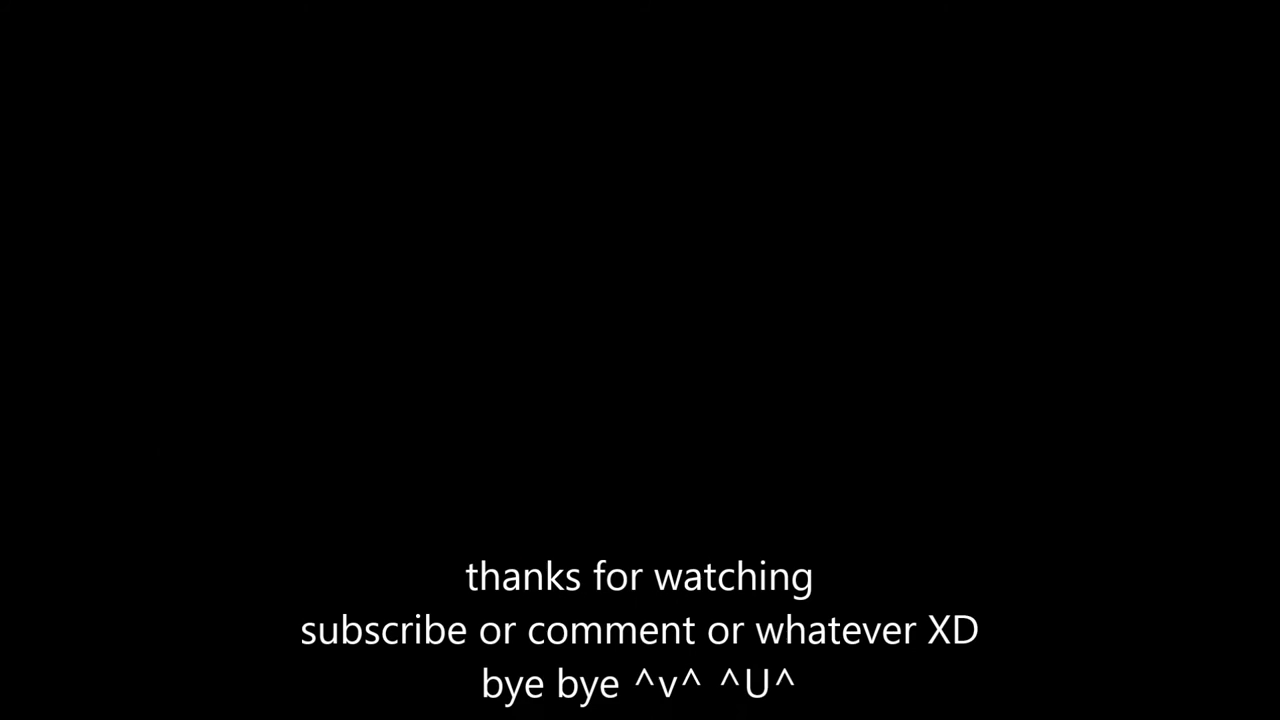 thanks for watching
subscribe or comment or whatever XD
bye bye ^v^ ^U^